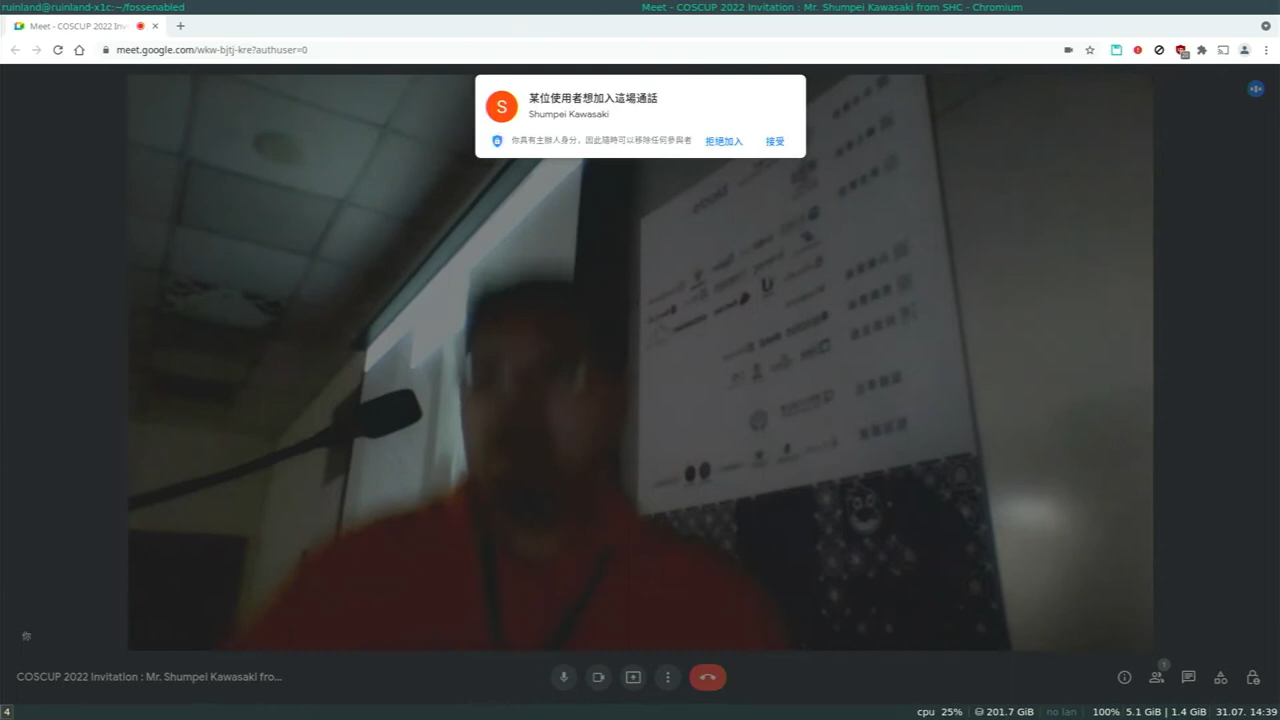 ruinland@ruinland-x1c:~/fossenabled
Meet - COSCUP 2022 Invitation : Mr. Shumpei Kawasaki from SHC - Chromium
Meet - COSCUP 2022 Inv
meet.google.com/wkw-bjtj-kre?authuser=0
S
某位使用者想加入這場通話
Shumpei Kawasaki
你具有主辦人身分，因此隨時可以移除任何參與者
拒絕加入
接受
你
COSCUP 2022 Invitation : Mr. Shumpei Kawasaki fro...
1
4
cpu 25%
201.7 GiB
no lan
100%
5.1 GiB | 1.4 GiB
31.07. 14:39